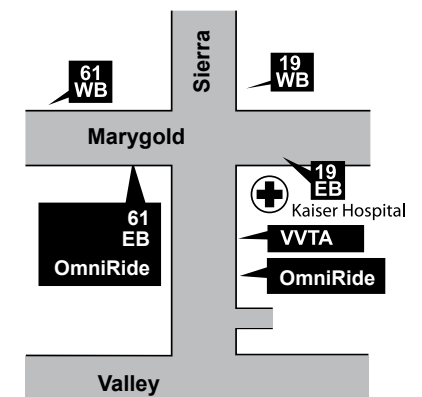 Sierra
61
WB
19
WB
Marygold
19
EB
Kaiser Hospital
61
EB
OmniRide
VVTA
OmniRide
Valley